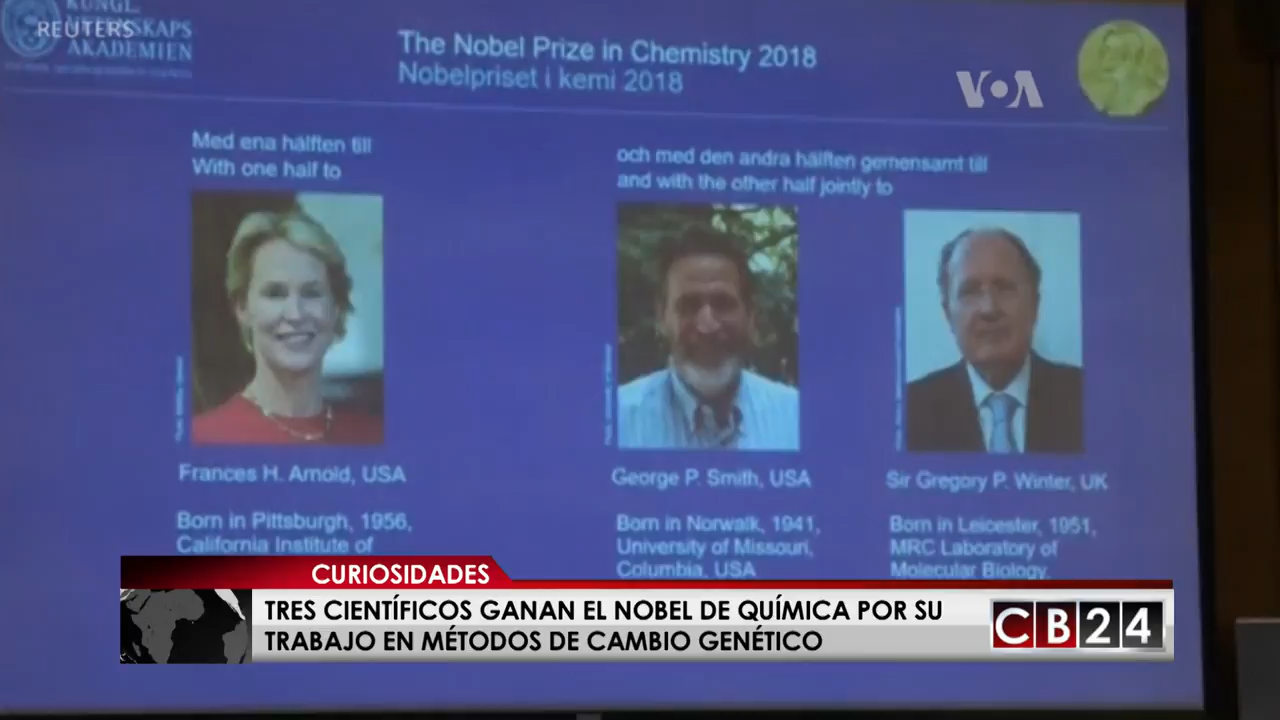 REUTERS
KUNGL.
VETENSKAPS
AKADEMIEN
The Nobel Prize in Chemistry 2018
Nobelpriset i kemi 2018
VOA
Med ena hälften till
With one half to
och med den andra hälften gemensamt till
and with the other half jointly to
Frances H. Arnold, USA
George P. Smith, USA
Sir Gregory P. Winter, UK
Born in Pittsburgh, 1956,
California Institute of
Born in Norwalk, 1941,
University of Missouri,
Columbia, USA
Born in Leicester, 1951,
MRC Laboratory of
Molecular Biology,
CURIOSIDADES
TRES CIENTÍFICOS GANAN EL NOBEL DE QUÍMICA POR SU
TRABAJO EN MÉTODOS DE CAMBIO GENÉTICO
CB24